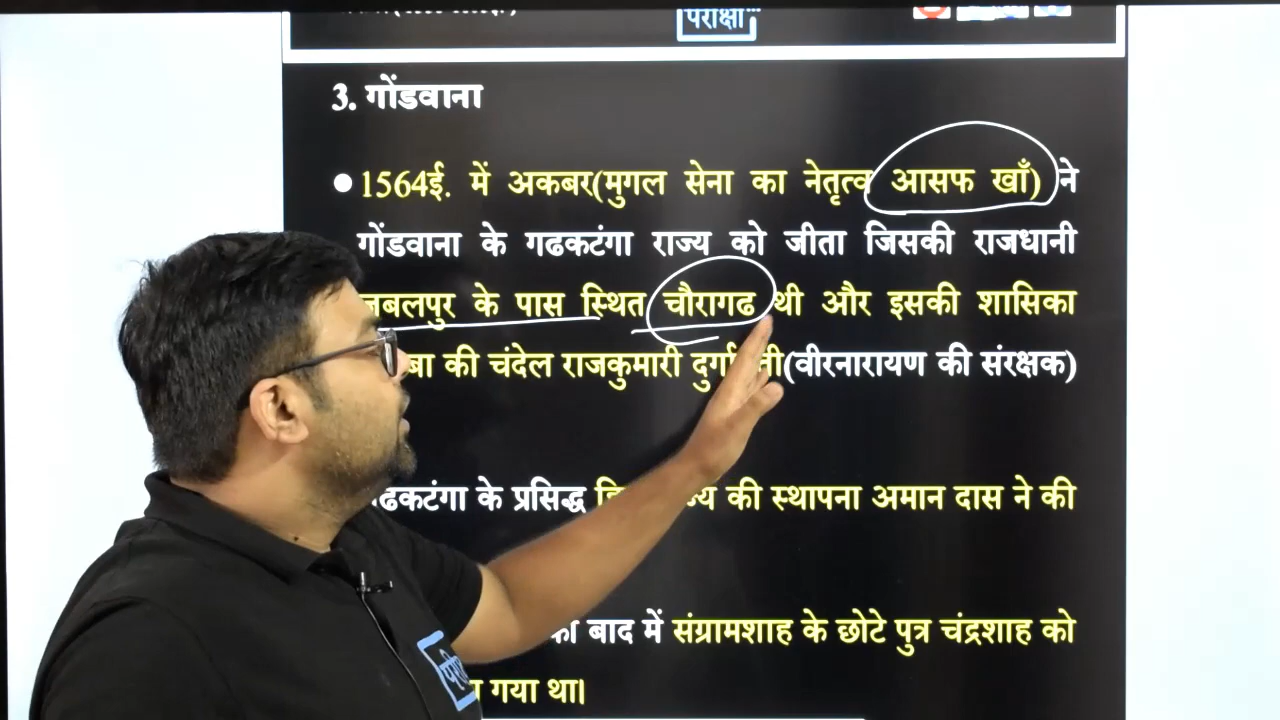 परीक्षा
3. गोंडवाना
1564ई. में अकबर(मुगल सेना का नेतृत्व आसफ खाँ) ने
गोंडवाना के गढकटंगा राज्य को जीता जिसकी राजधानी
जबलपुर के पास स्थित चौरागढ थी और इसकी शासिका
की चंदेल राजकुमारी (वीरनारायण की संरक्षक)
गढकटंगा के प्रसिद्ध की स्थापना अमान दास ने की
बाद में संग्रामशाह के छोटे पुत्र चंद्रशाह को
गया था।